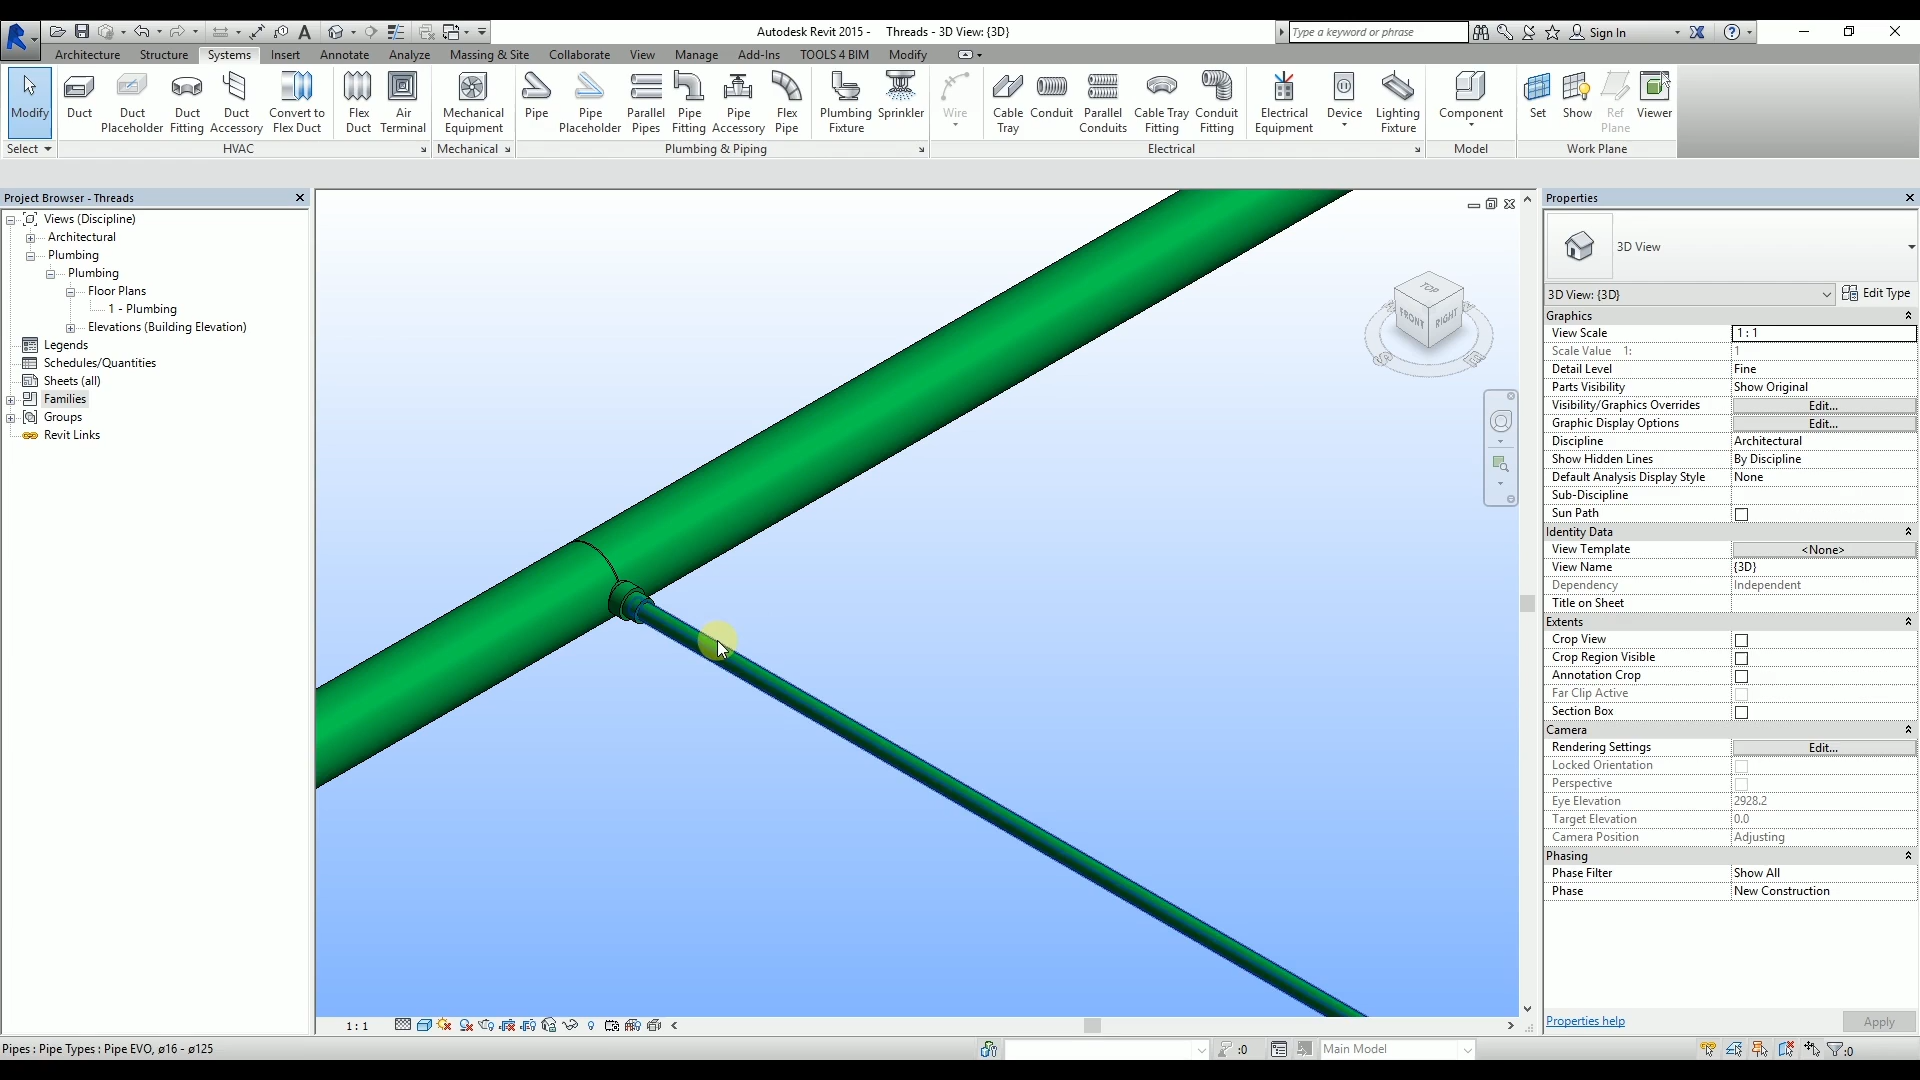 Autodesk Revit 2015 - Threads - 3D View: {3D}
Type a keyword or phrase
Sign In
Architecture Structure Systems Insert Annotate Analyze Massing & Site Collaborate View Manage Add-Ins TOOLS 4 BIM Modify
Modify
Duct
Duct Placeholder
Duct Fitting
Duct Accessory
Convert to Flex Duct
Flex Duct
Air Terminal
Mechanical Equipment
Pipe
Pipe Placeholder
Parallel Pipes
Pipe Fitting
Pipe Accessory
Flex Pipe
Plumbing Fixture
Sprinkler
Wire
Cable Tray
Conduit
Parallel Conduits
Cable Tray Fitting
Conduit Fitting
Electrical Equipment
Device
Lighting Fixture
Component
Set
Show
Ref Plane
Viewer
Select HVAC Mechanical Plumbing & Piping Electrical Model Work Plane
Project Browser - Threads
Views (Discipline)
Architectural
Plumbing
Plumbing
Floor Plans
1 - Plumbing
Elevations (Building Elevation)
Legends
Schedules/Quantities
Sheets (all)
Families
Groups
Revit Links
TOP
FRONT
RIGHT
Properties
3D View
3D View: {3D}
Edit Type
Graphics
View Scale 1 : 1
Scale Value 1: 1
Detail Level Fine
Parts Visibility Show Original
Visibility/Graphics Overrides Edit...
Graphic Display Options Edit...
Discipline Architectural
Show Hidden Lines By Discipline
Default Analysis Display Style None
Sub-Discipline
Sun Path
Identity Data
View Template <None>
View Name {3D}
Dependency Independent
Title on Sheet
Extents
Crop View
Crop Region Visible
Annotation Crop
Far Clip Active
Section Box
Camera
Rendering Settings Edit...
Locked Orientation
Perspective
Eye Elevation 2928.2
Target Elevation 0.0
Camera Position Adjusting
Phasing
Phase Filter Show All
Phase New Construction
Properties help
Apply
1 : 1
Pipes : Pipe Types : Pipe EVO, ø16 - ø125
:0
Main Model
:0